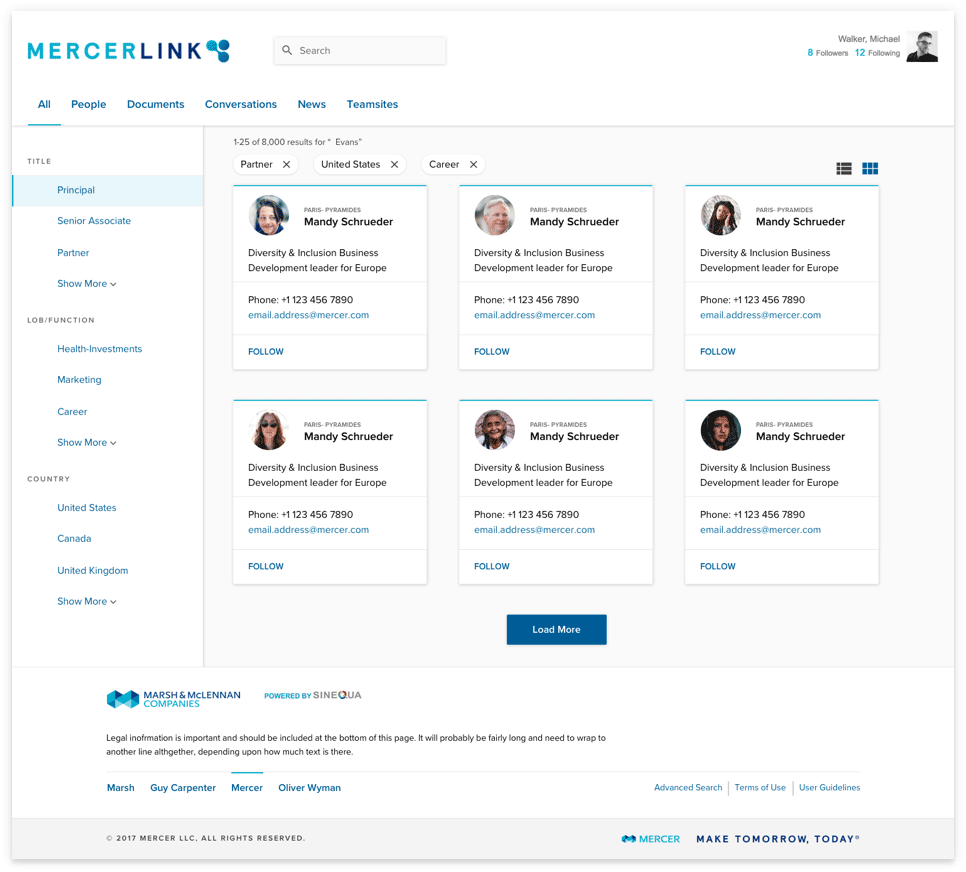 MERCERLINK
Search
Walker, Michael
8 Followers 12 Following
All People Documents Conversations News Teamsites
TITLE
Principal
Senior Associate
Partner
Show More
LOB/FUNCTION
Health-Investments
Marketing
Career
Show More
COUNTRY
United States
Canada
United Kingdom
Show More
1-25 of 8,000 results for “ Evans”
Partner United States Career
PARIS- PYRAMIDES
Mandy Schrueder
Diversity & Inclusion Business
Development leader for Europe
Phone: +1 123 456 7890
email.address@mercer.com
FOLLOW
PARIS- PYRAMIDES
Mandy Schrueder
Diversity & Inclusion Business
Development leader for Europe
Phone: +1 123 456 7890
email.address@mercer.com
FOLLOW
PARIS- PYRAMIDES
Mandy Schrueder
Diversity & Inclusion Business
Development leader for Europe
Phone: +1 123 456 7890
email.address@mercer.com
FOLLOW
PARIS- PYRAMIDES
Mandy Schrueder
Diversity & Inclusion Business
Development leader for Europe
Phone: +1 123 456 7890
email.address@mercer.com
FOLLOW
PARIS- PYRAMIDES
Mandy Schrueder
Diversity & Inclusion Business
Development leader for Europe
Phone: +1 123 456 7890
email.address@mercer.com
FOLLOW
PARIS- PYRAMIDES
Mandy Schrueder
Diversity & Inclusion Business
Development leader for Europe
Phone: +1 123 456 7890
email.address@mercer.com
FOLLOW
Load More
MARSH & McLENNAN
COMPANIES
POWERED BY SINEQUA
Legal inofrmation is important and should be included at the bottom of this page. It will probably be fairly long and need to wrap to
another line althgether, depending upon how much text is there.
Marsh Guy Carpenter Mercer Oliver Wyman
Advanced Search Terms of Use User Guidelines
© 2017 MERCER LLC, ALL RIGHTS RESERVED.
MERCER MAKE TOMORROW, TODAY®